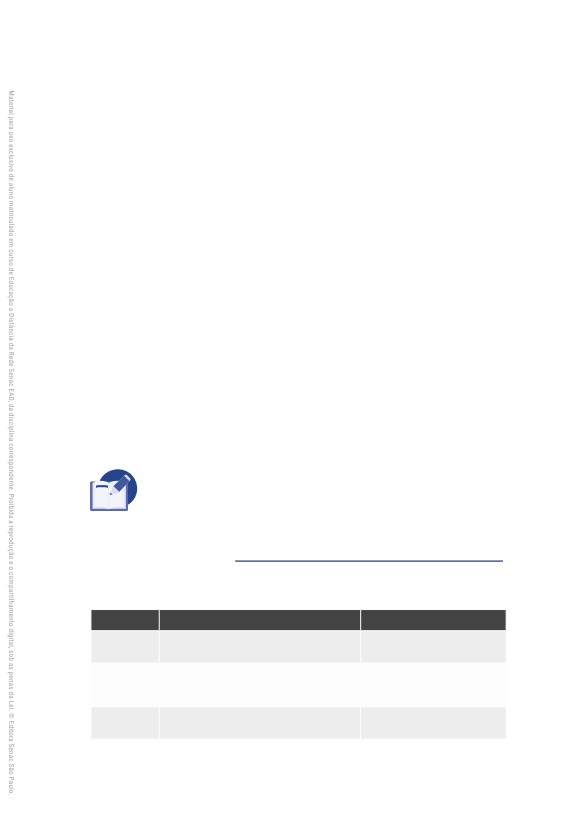 Material para uso exclusivo de aluno matriculado em curso de Educação a Distância da Rede Senac EAD, da disciplina correspondente. Proibida a reprodução e o compartilhamento digital, sob as penas da Lei. © Editora Senac São Paulo.